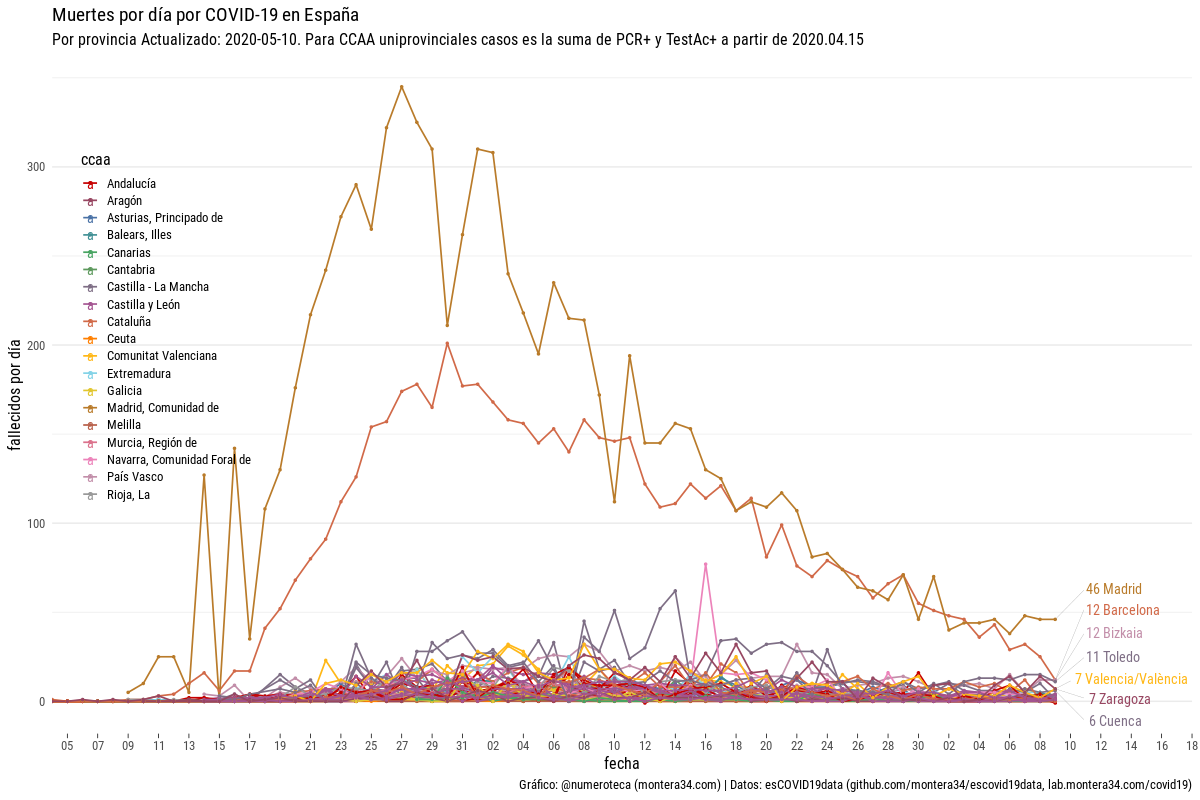 Muertes por día por COVID-19 en España
Por provincia Actualizado: 2020-05-10. Para CCAA uniprovinciales casos es la suma de PCR+ y TestAc+ a partir de 2020.04.15
fallecidos por día
300
200
100
0
ccaa
Andalucía
Aragón
Asturias, Principado de
Balears, Illes
Canarias
Cantabria
Castilla - La Mancha
Castilla y León
Cataluña
Ceuta
Comunitat Valenciana
Extremadura
Galicia
Madrid, Comunidad de
Melilla
Murcia, Región de
Navarra, Comunidad Foral de
País Vasco
Rioja, La
46 Madrid
12 Barcelona
12 Bizkaia
11 Toledo
7 Valencia/València
7 Zaragoza
6 Cuenca
05 07 09 11 13 15 17 19 21 23 25 27 29 31 02 04 06 08 10 12 14 16 18 20 22 24 26 28 30 02 04 06 08 10 12 14 16 18
fecha
Gráfico: @numeroteca (montera34.com) | Datos: esCOVID19data (github.com/montera34/escovid19data, lab.montera34.com/covid19)